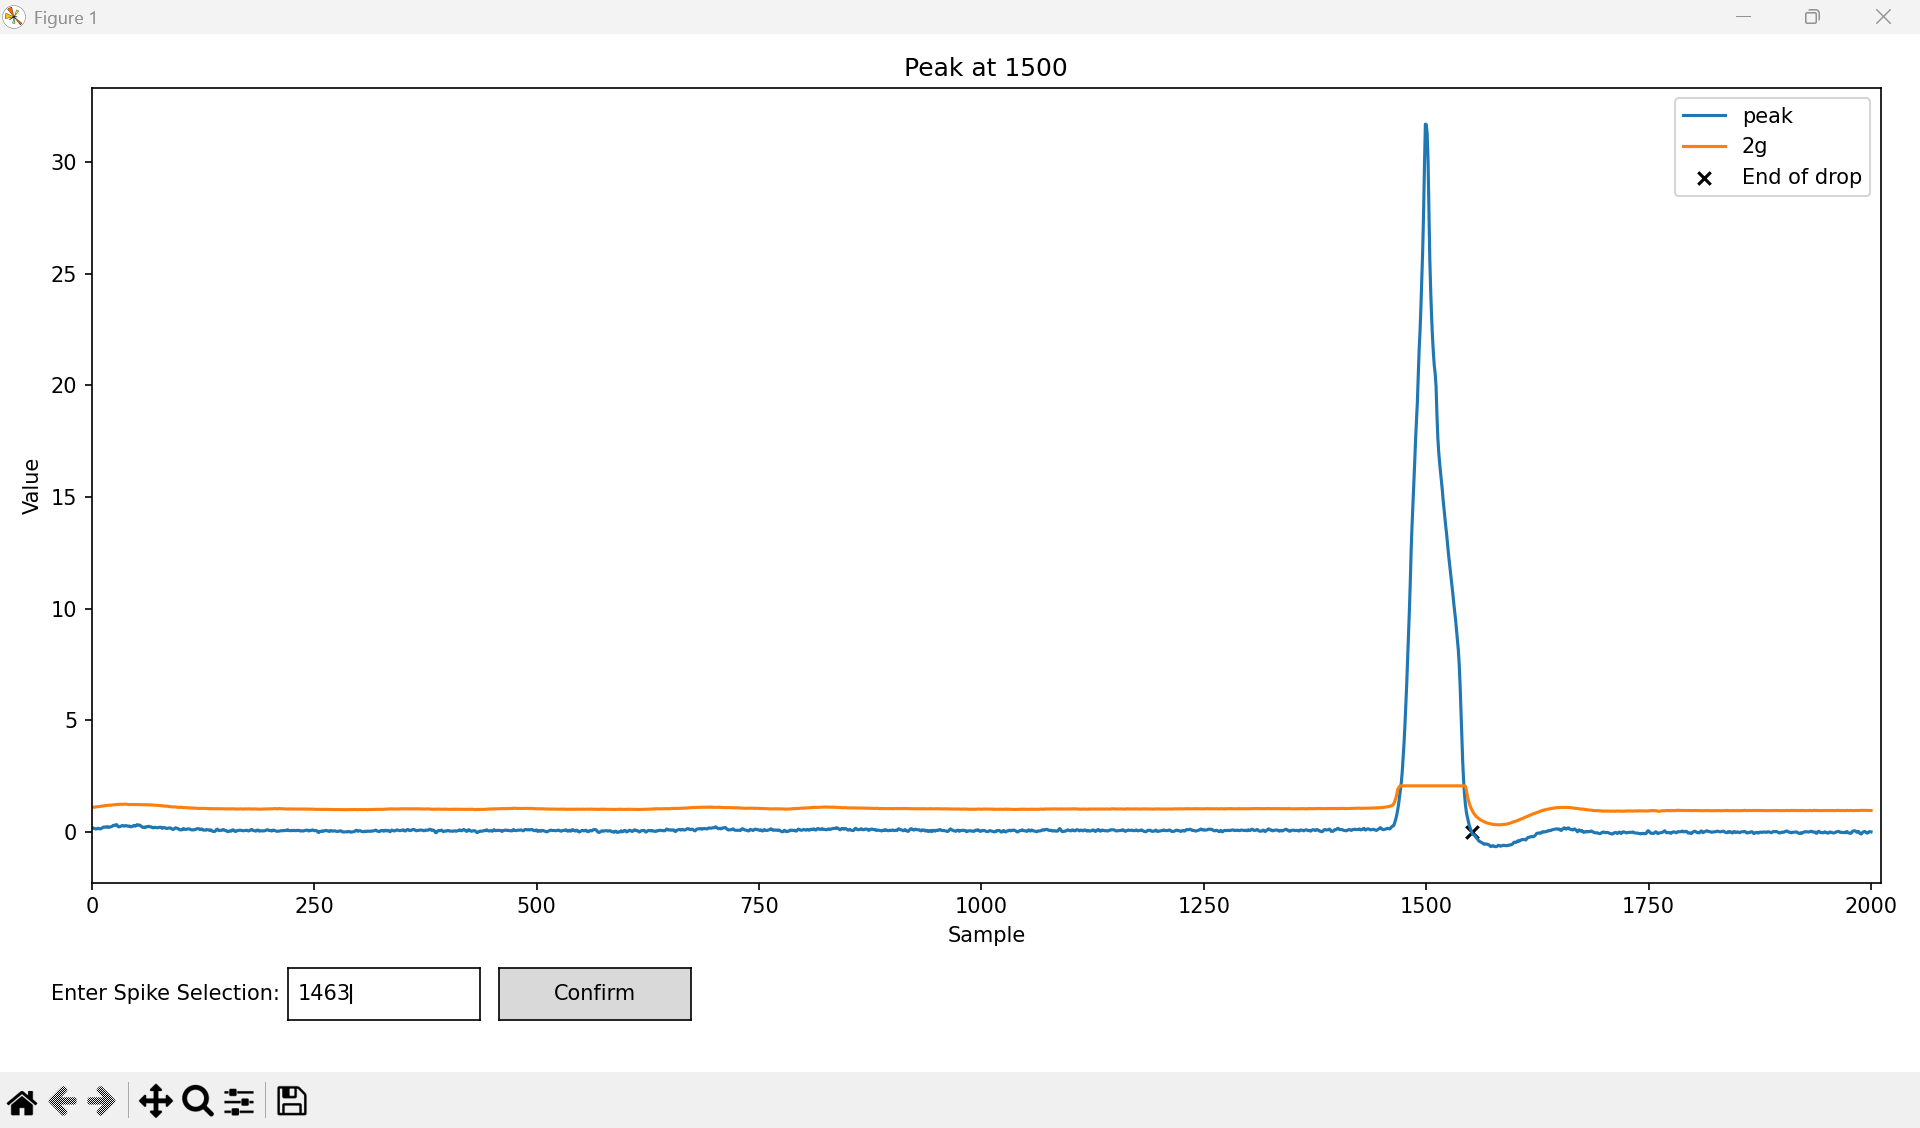 Figure 1
Peak at 1500
peak
2g
End of drop
30
25
20
15
10
5
0
Value
0 250 500 750 1000 1250 1500 1750 2000
Sample
Enter Spike Selection: 1463 Confirm